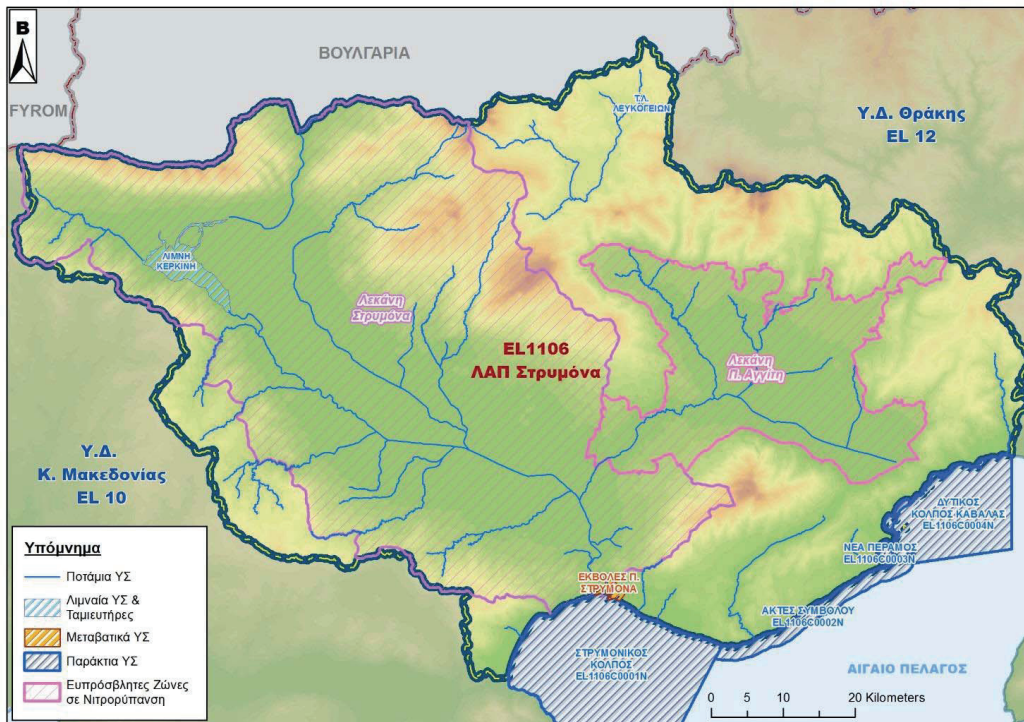 Β
ΒΟΥΛΓΑΡΙΑ
FYROM
Τ.Λ.
ΛΕΥΚΟΓΕΙΩΝ
Υ.Δ. Θράκης
EL 12
ΛΙΜΝΗ
ΚΕΡΚΙΝΗ
Λεκάνη
Στρυμόνα
EL1106
ΛΑΠ Στρυμόνα
Λεκάνη
Π. Αγγίτη
Υ.Δ.
Κ. Μακεδονίας
EL 10
ΔΥΤΙΚΟΣ
ΚΟΛΠΟΣ ΚΑΒΑΛΑΣ
EL1106C0004N
ΝΕΑ ΠΕΡΑΜΟΣ
EL1106C0003N
ΕΚΒΟΛΕΣ Π.
ΣΤΡΥΜΟΝΑ
ΑΚΤΕΣ ΣΥΜΒΟΛΟΥ
EL1106C0002N
ΣΤΡΥΜΟΝΙΚΟΣ
ΚΟΛΠΟΣ
EL1106C0001N
ΑΙΓΑΙΟ ΠΕΛΑΓΟΣ
0 5 10 20 Kilometers
Υπόμνημα
Ποτάμια ΥΣ
Λιμναία ΥΣ &
Ταμιευτήρες
Μεταβατικά ΥΣ
Παράκτια ΥΣ
Ευπρόσβλητες Ζώνες
σε Νιτρορύπανση